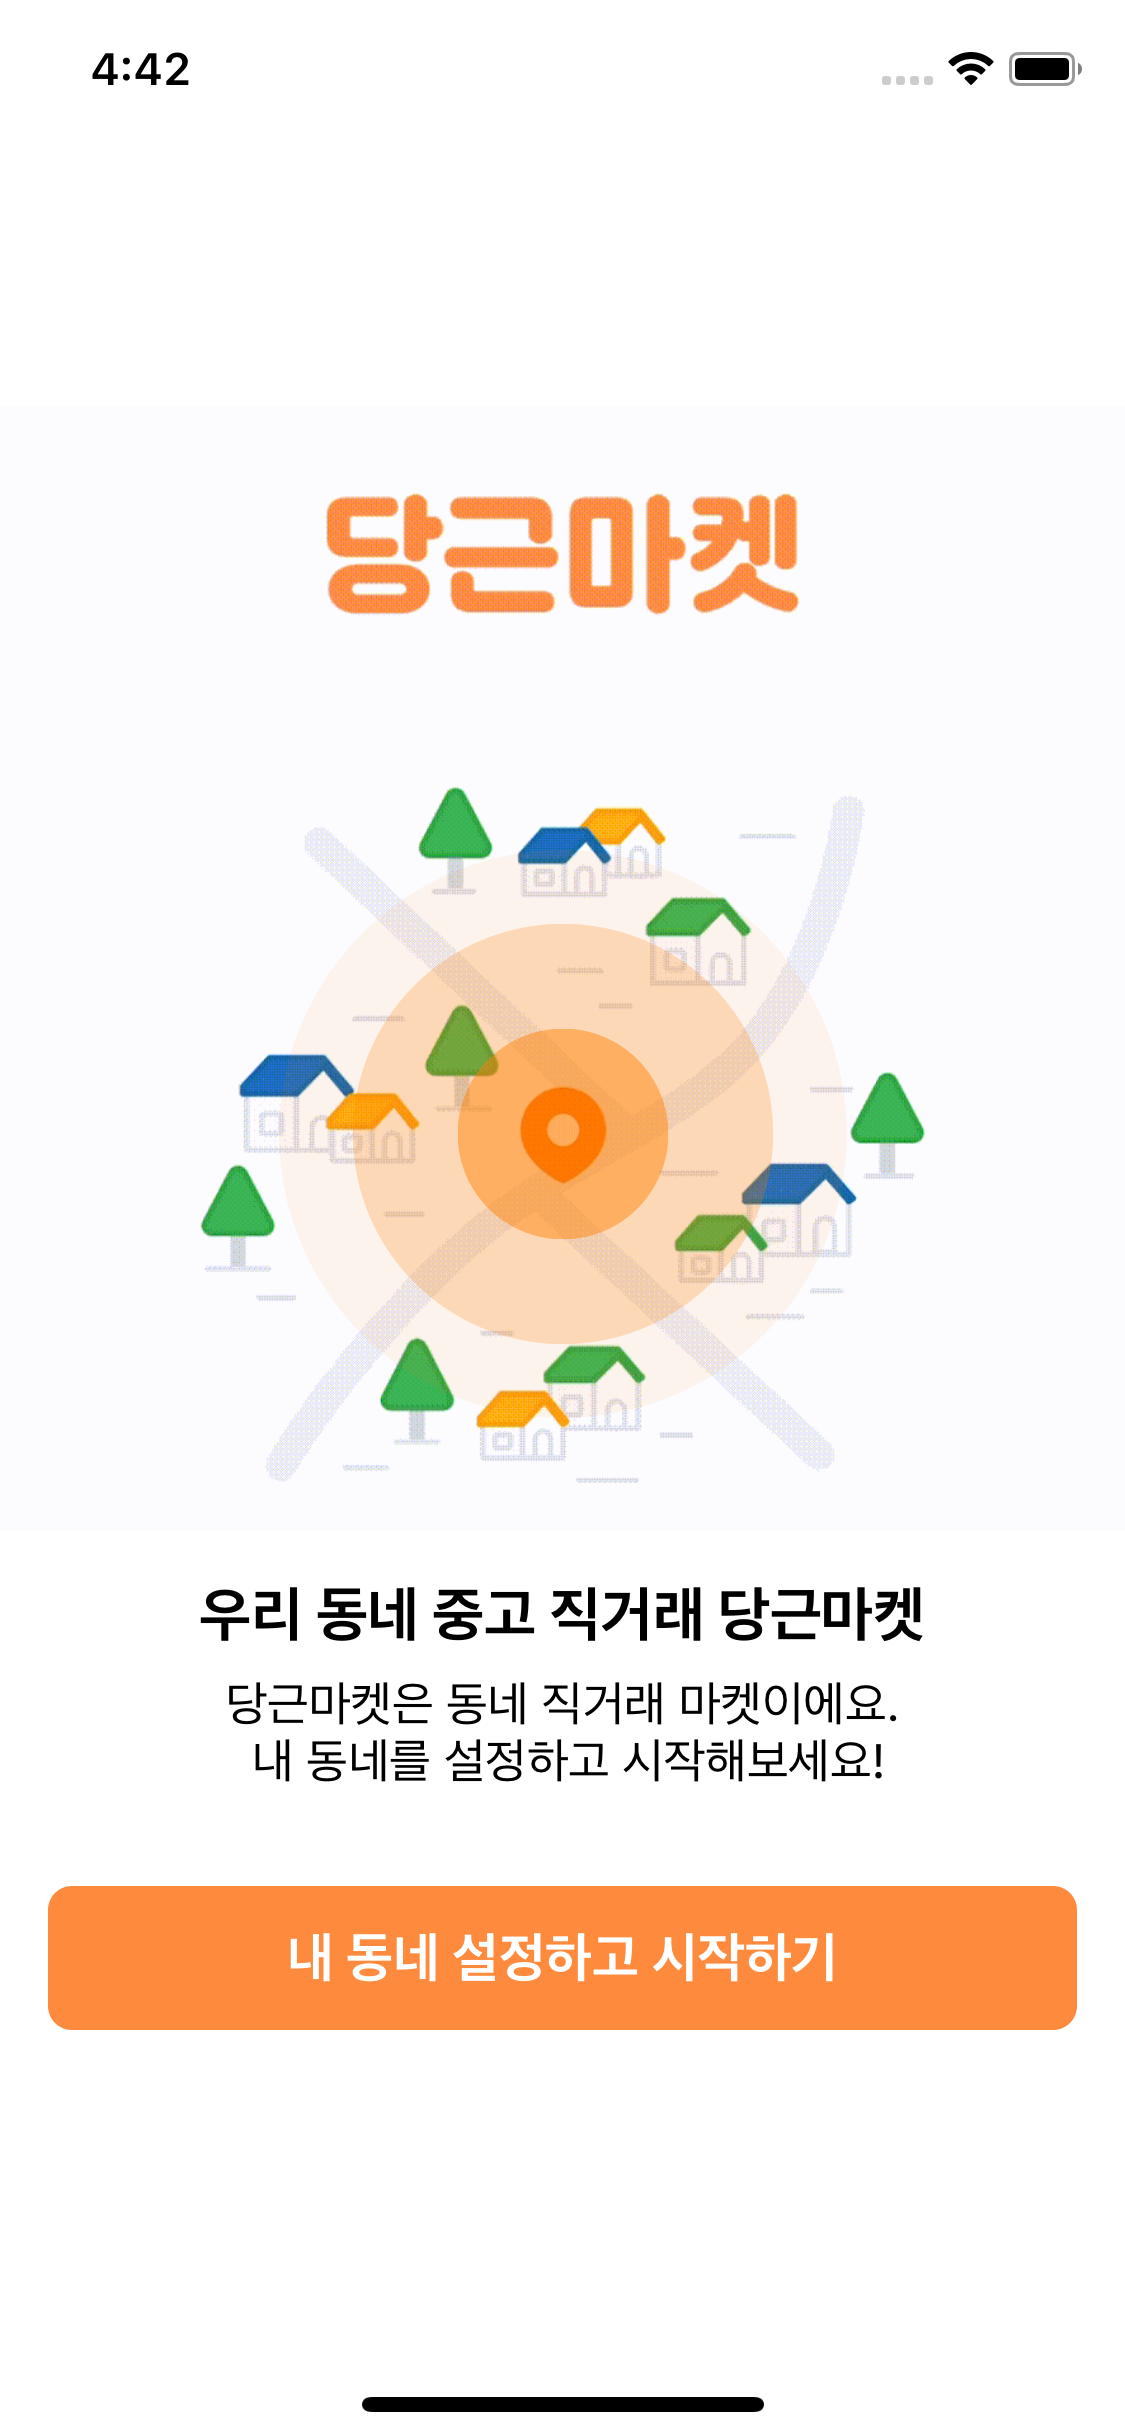 4:42
당근마켓
우리 동네 중고 직거래 당근마켓
당근마켓은 동네 직거래 마켓이에요.
내 동네를 설정하고 시작해보세요!
내 동네 설정하고 시작하기